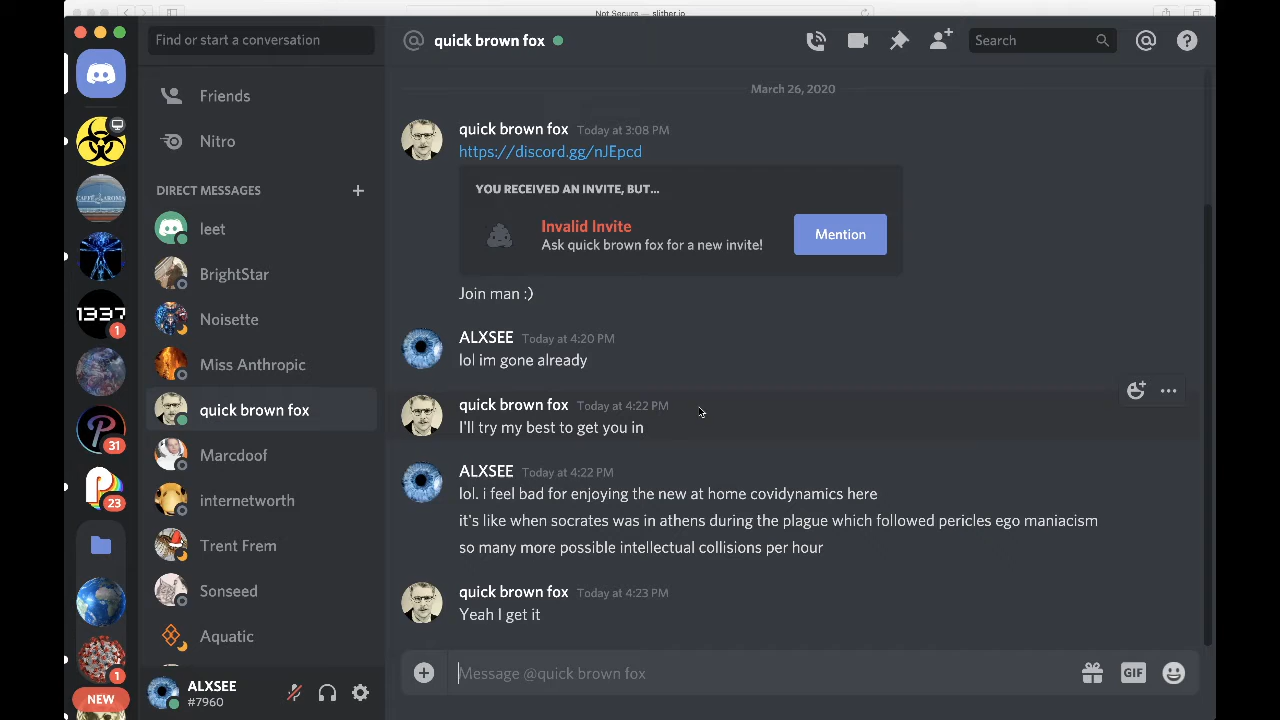 Not Secure — slither.io
Find or start a conversation
quick brown fox
Search
Friends
Nitro
DIRECT MESSAGES
leet
BrightStar
Noisette
Miss Anthropic
quick brown fox
Marcdoof
internetworth
Trent Frem
Sonseed
Aquatic
ALXSEE
#7960
CAFFÉ AROMA
1337
1
31
23
1
NEW
March 26, 2020
quick brown fox Today at 3:08 PM
https://discord.gg/nJEpcd
YOU RECEIVED AN INVITE, BUT...
Invalid Invite
Ask quick brown fox for a new invite!
Mention
Join man :)
ALXSEE Today at 4:20 PM
lol im gone already
quick brown fox Today at 4:22 PM
I'll try my best to get you in
ALXSEE Today at 4:22 PM
lol. i feel bad for enjoying the new at home covidynamics here
it's like when socrates was in athens during the plague which followed pericles ego maniacism
so many more possible intellectual collisions per hour
quick brown fox Today at 4:23 PM
Yeah I get it
Message @quick brown fox
GIF